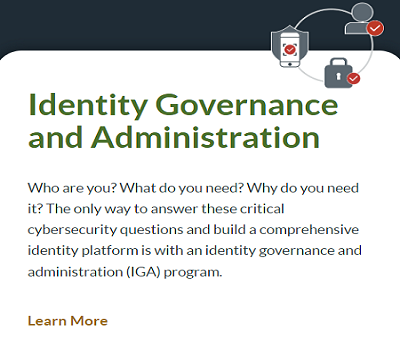 Identity Governance
and Administration
Who are you? What do you need? Why do you need
it? The only way to answer these critical
cybersecurity questions and build a comprehensive
identity platform is with an identity governance and
administration (IGA) program.
Learn More